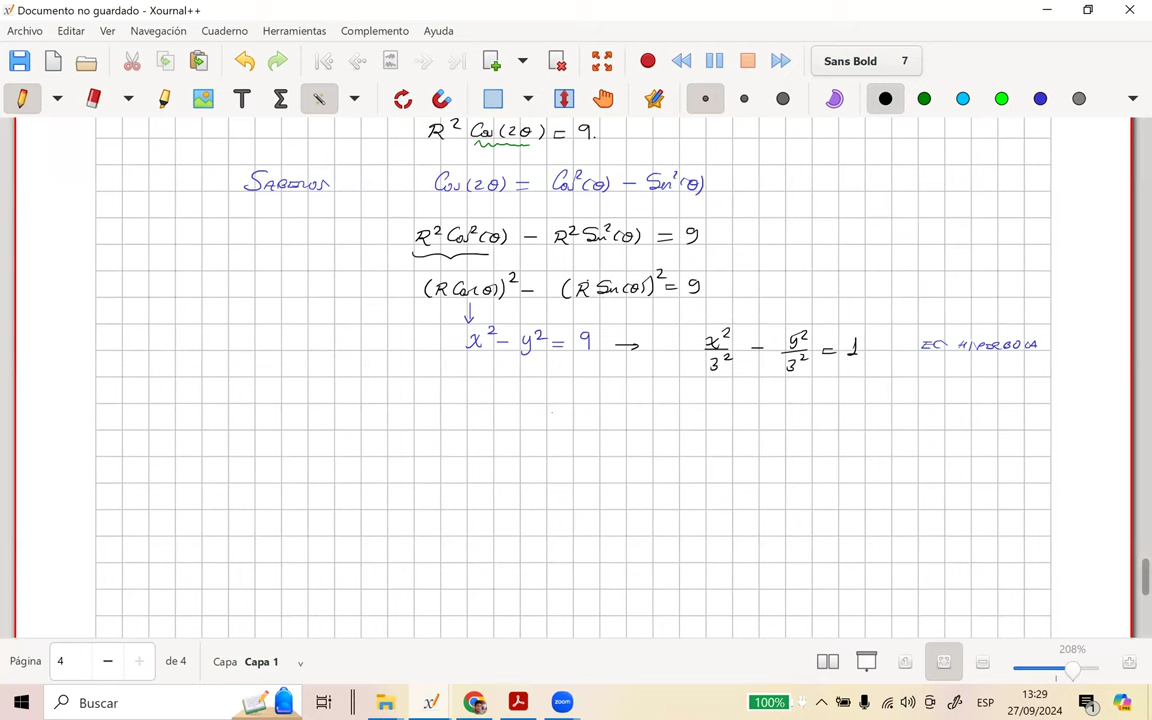 Documento no guardado - Xournal++
Archivo Editar Ver Navegación Cuaderno Herramientas Complemento Ayuda
Sans Bold 7
R² Cos(2θ) = 9.
SABEMOS Cos(2θ) = Cos²(θ) - Sen²(θ)
R² Cos²(θ) - R² Sen²(θ) = 9
(R Cos(θ))² - (R Sen(θ))² = 9
x² - y² = 9 → x²/3² - y²/3² = 1 EC HIPERBOLA
Página 4 de 4 Capa Capa 1 208%
Buscar 100% ESP 13:29
27/09/2024 1